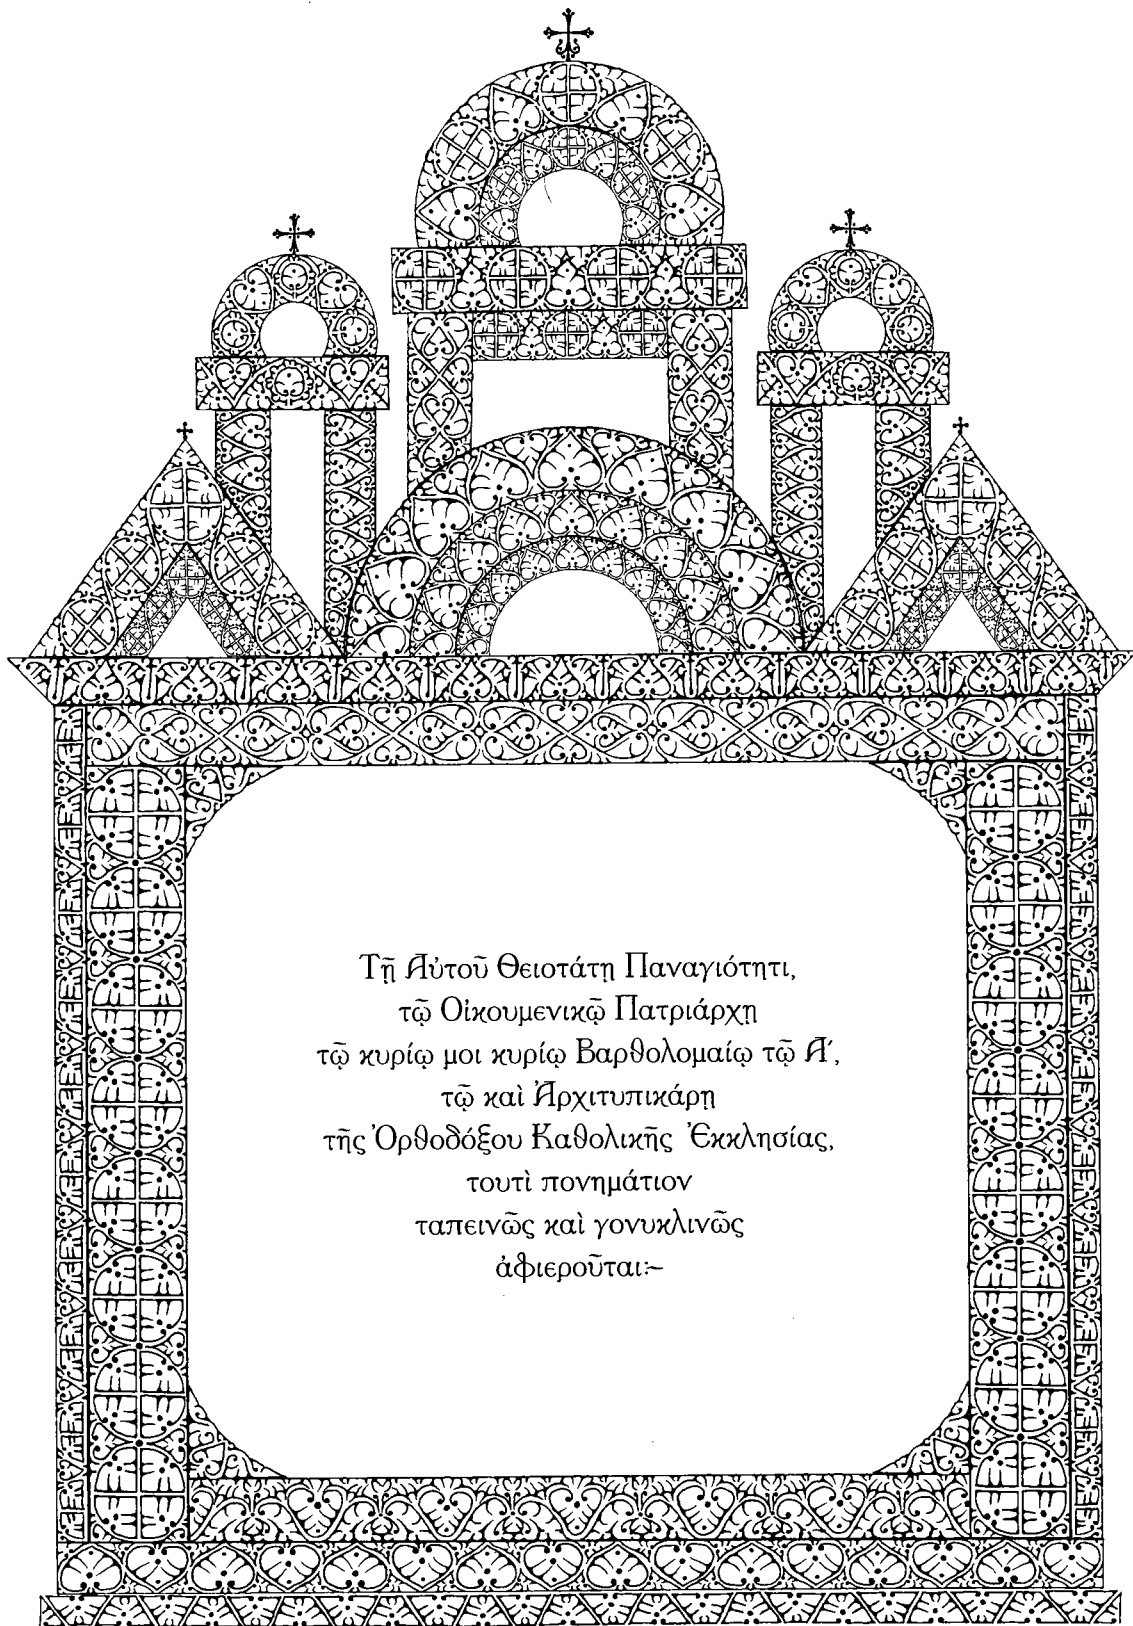 Τῇ Αὐτοῦ Θειοτάτῃ Παναγιότητι,
τῷ Οἰκουμενικῷ Πατριάρχῃ
τῷ κυρίῳ μοι κυρίῳ Βαρθολομαίῳ τῷ Α΄,
τῷ καὶ Ἀρχιτυπικάρῃ
τῆς Ὀρθοδόξου Καθολικῆς Ἐκκλησίας,
τουτὶ πονημάτιον
ταπεινῶς καὶ γονυκλινῶς
ἀφιεροῦται:~